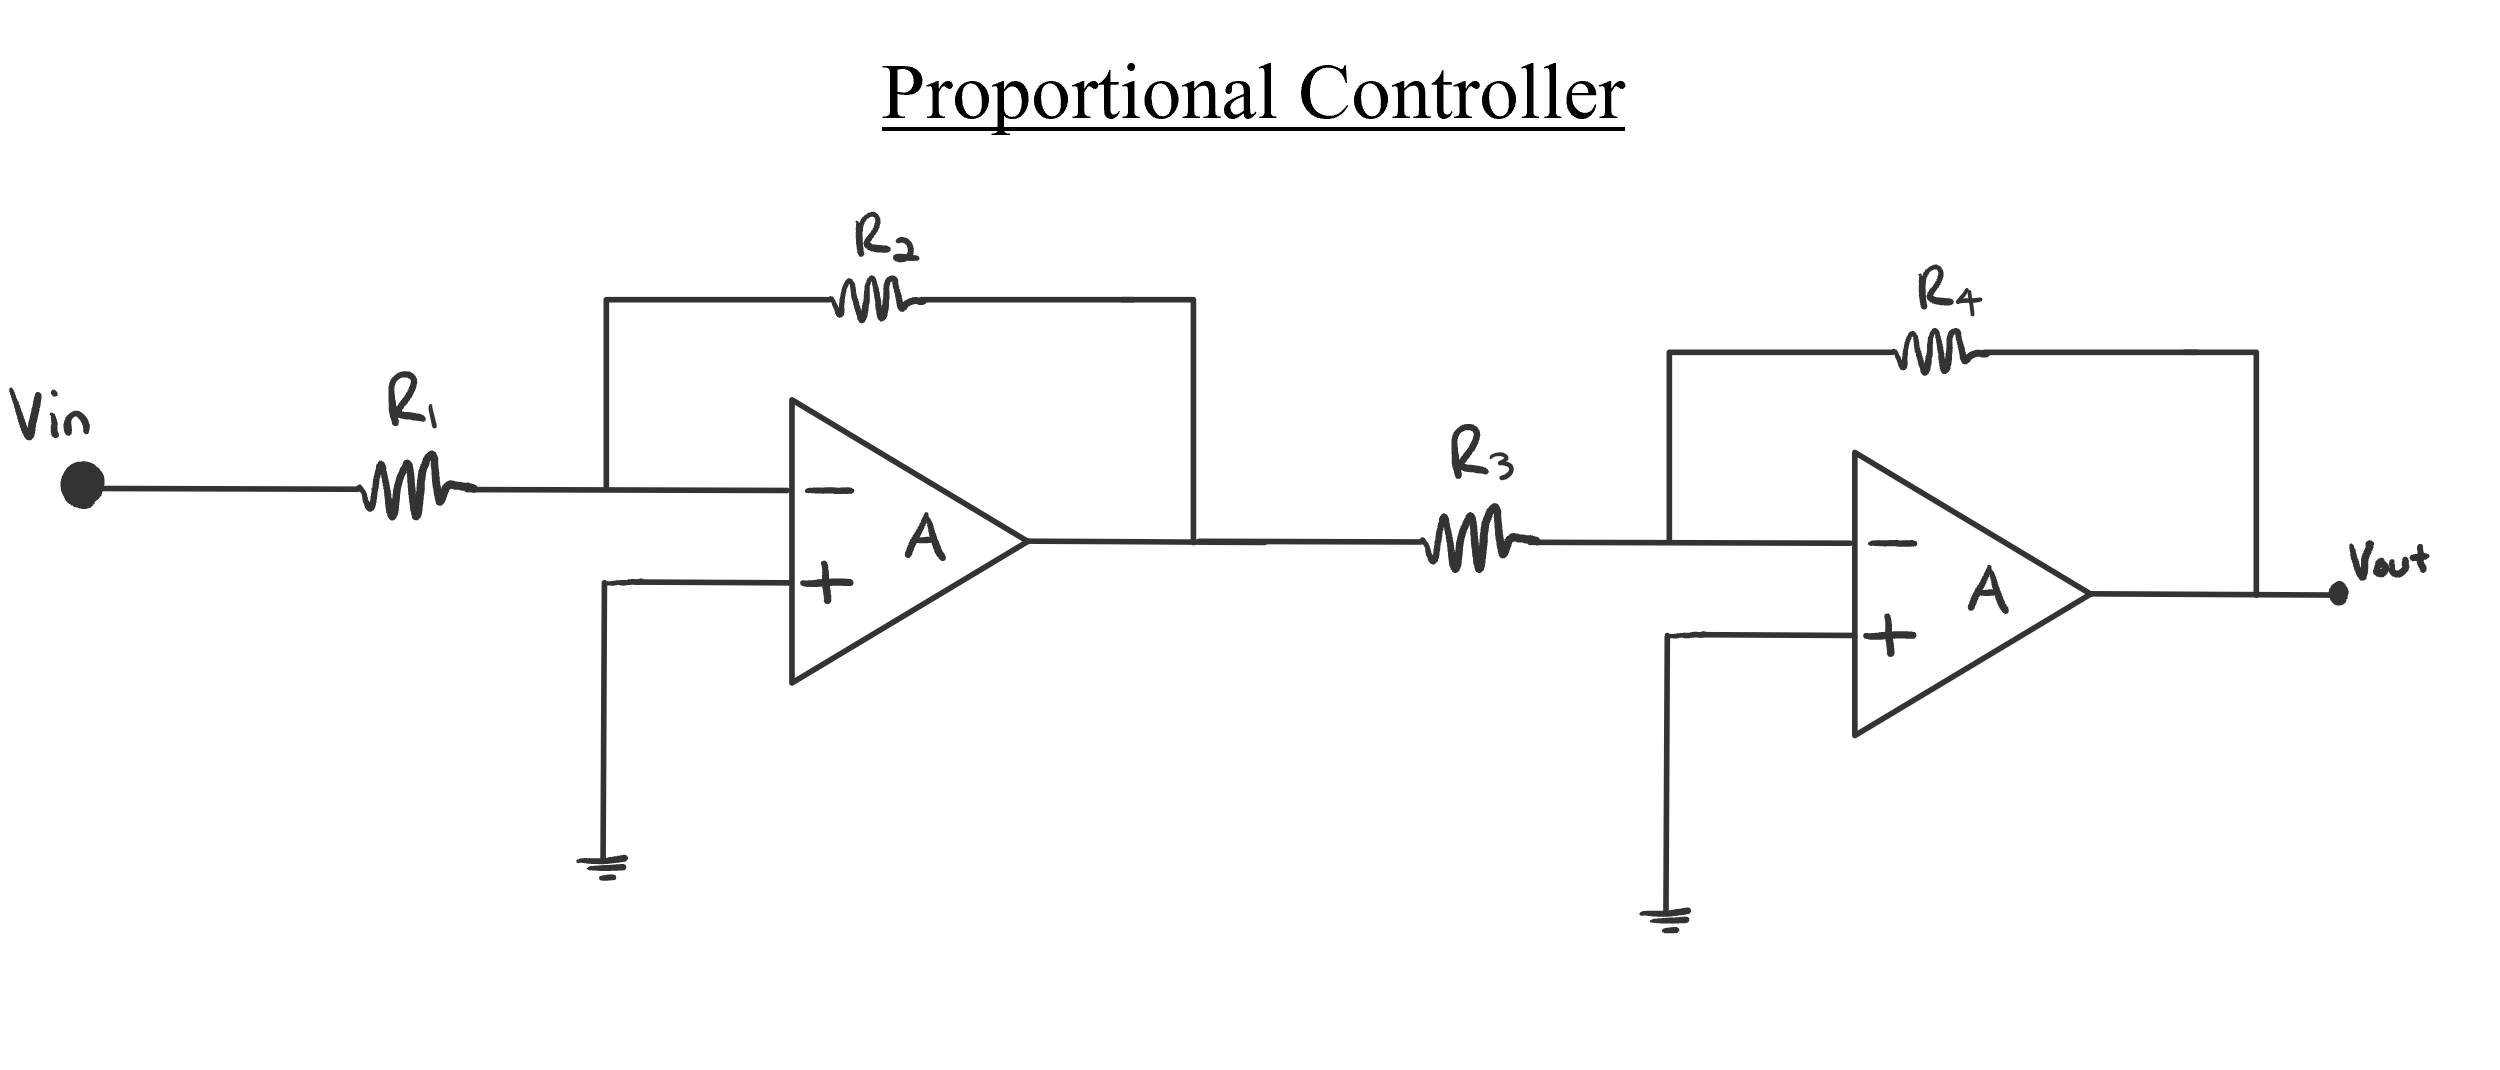 Proportional Controller
R2
R4
Vin
R1
R3
−
A
+
−
A
+
Vout